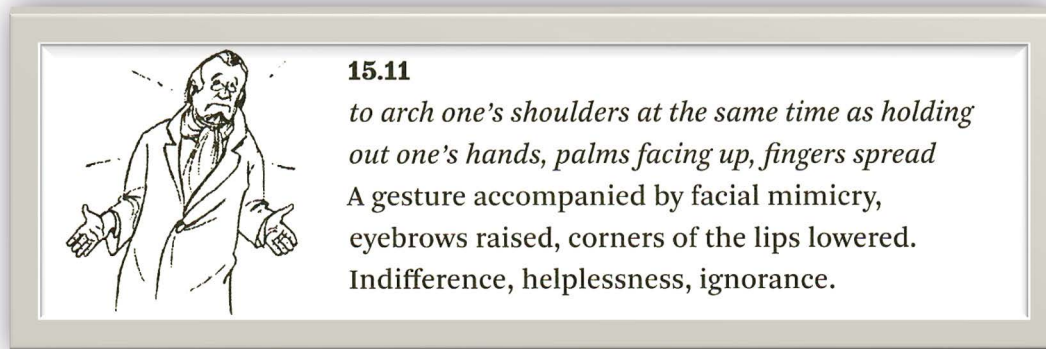 15.11
to arch one's shoulders at the same time as holding
out one's hands, palms facing up, fingers spread
A gesture accompanied by facial mimicry,
eyebrows raised, corners of the lips lowered.
Indifference, helplessness, ignorance.